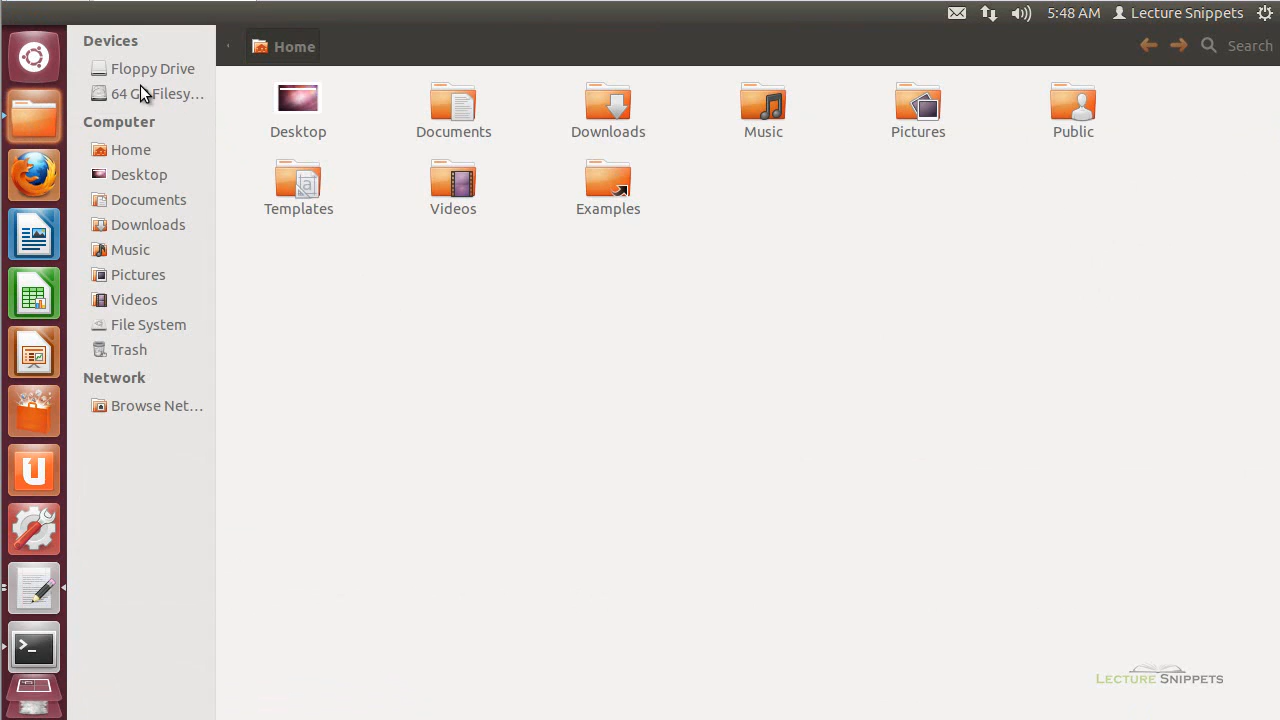 5:48 AM Lecture Snippets
Devices
Floppy Drive
64 G Filesy...
Computer
Home
Desktop
Documents
Downloads
Music
Pictures
Videos
File System
Trash
Network
Browse Net...
Home
Search
Desktop
Documents
Downloads
Music
Pictures
Public
Templates
Videos
Examples
LECTURE SNIPPETS